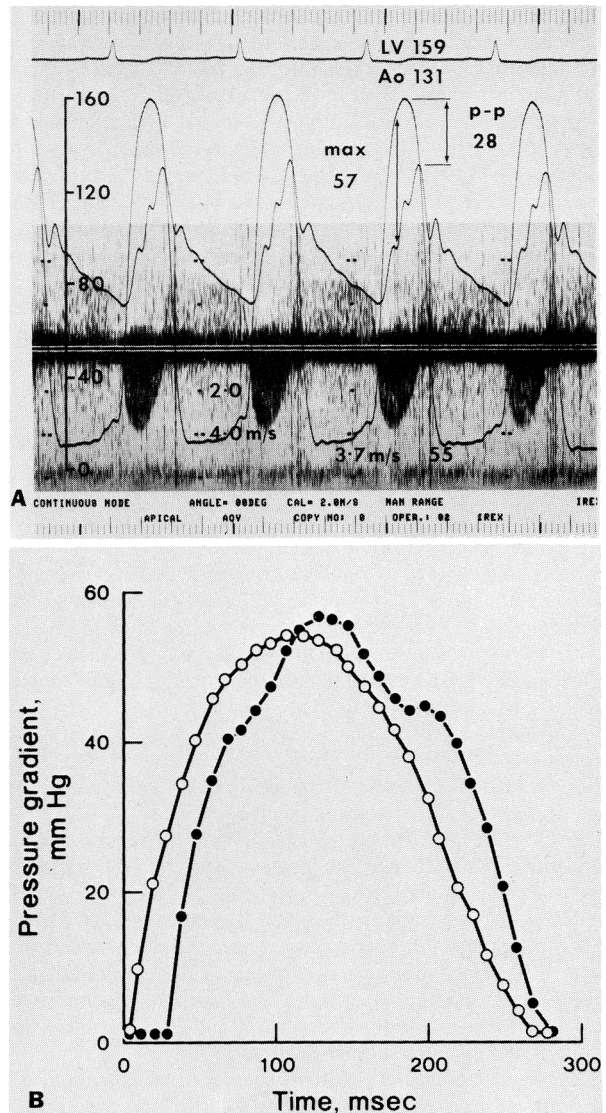 LV 159
Ao 131
160
p-p
28
max
57
120
80
40
2·0
4·0 m/s
3·7 m/s 55
0
A
CONTINUOUS MODE ANGLE= 00DEG CAL= 2.0M/S MAN RANGE IREX
APICAL AOV COPY NO: 0 OPER.: 02 IREX
60
40
20
0
Pressure gradient,
mm Hg
0 100 200 300
Time, msec
B